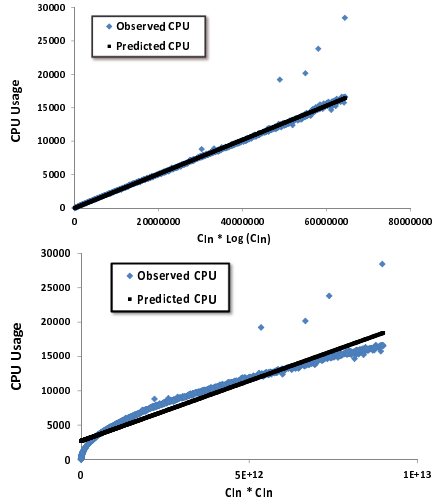 30000
Observed CPU
Predicted CPU
25000
20000
15000
10000
5000
0
CPU Usage
0 20000000 40000000 60000000 80000000
CIn * Log (CIn)
30000
Observed CPU
Predicted CPU
25000
20000
15000
10000
5000
0
CPU Usage
0 5E+12 1E+13
CIn * CIn